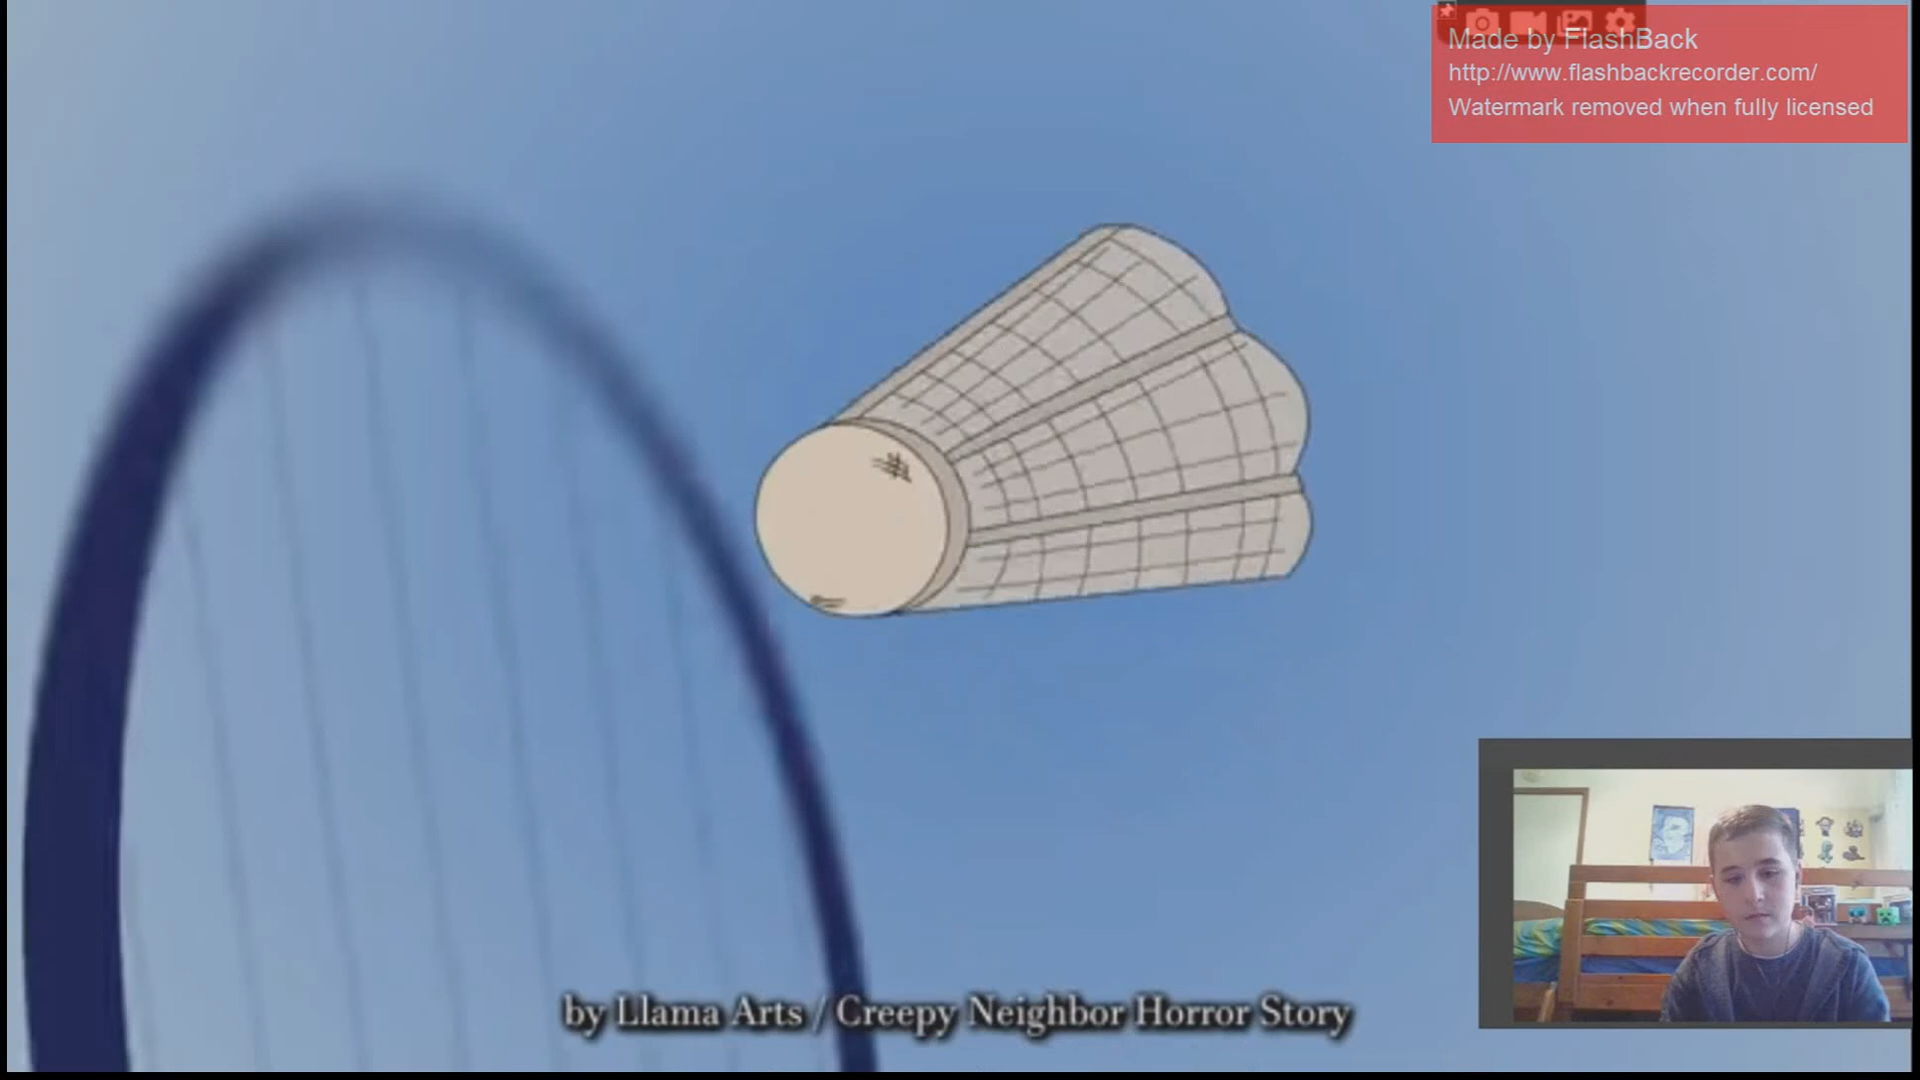 Made by FlashBack
http://www.flashbackrecorder.com/
Watermark removed when fully licensed
by Llama Arts / Creepy Neighbor Horror Story